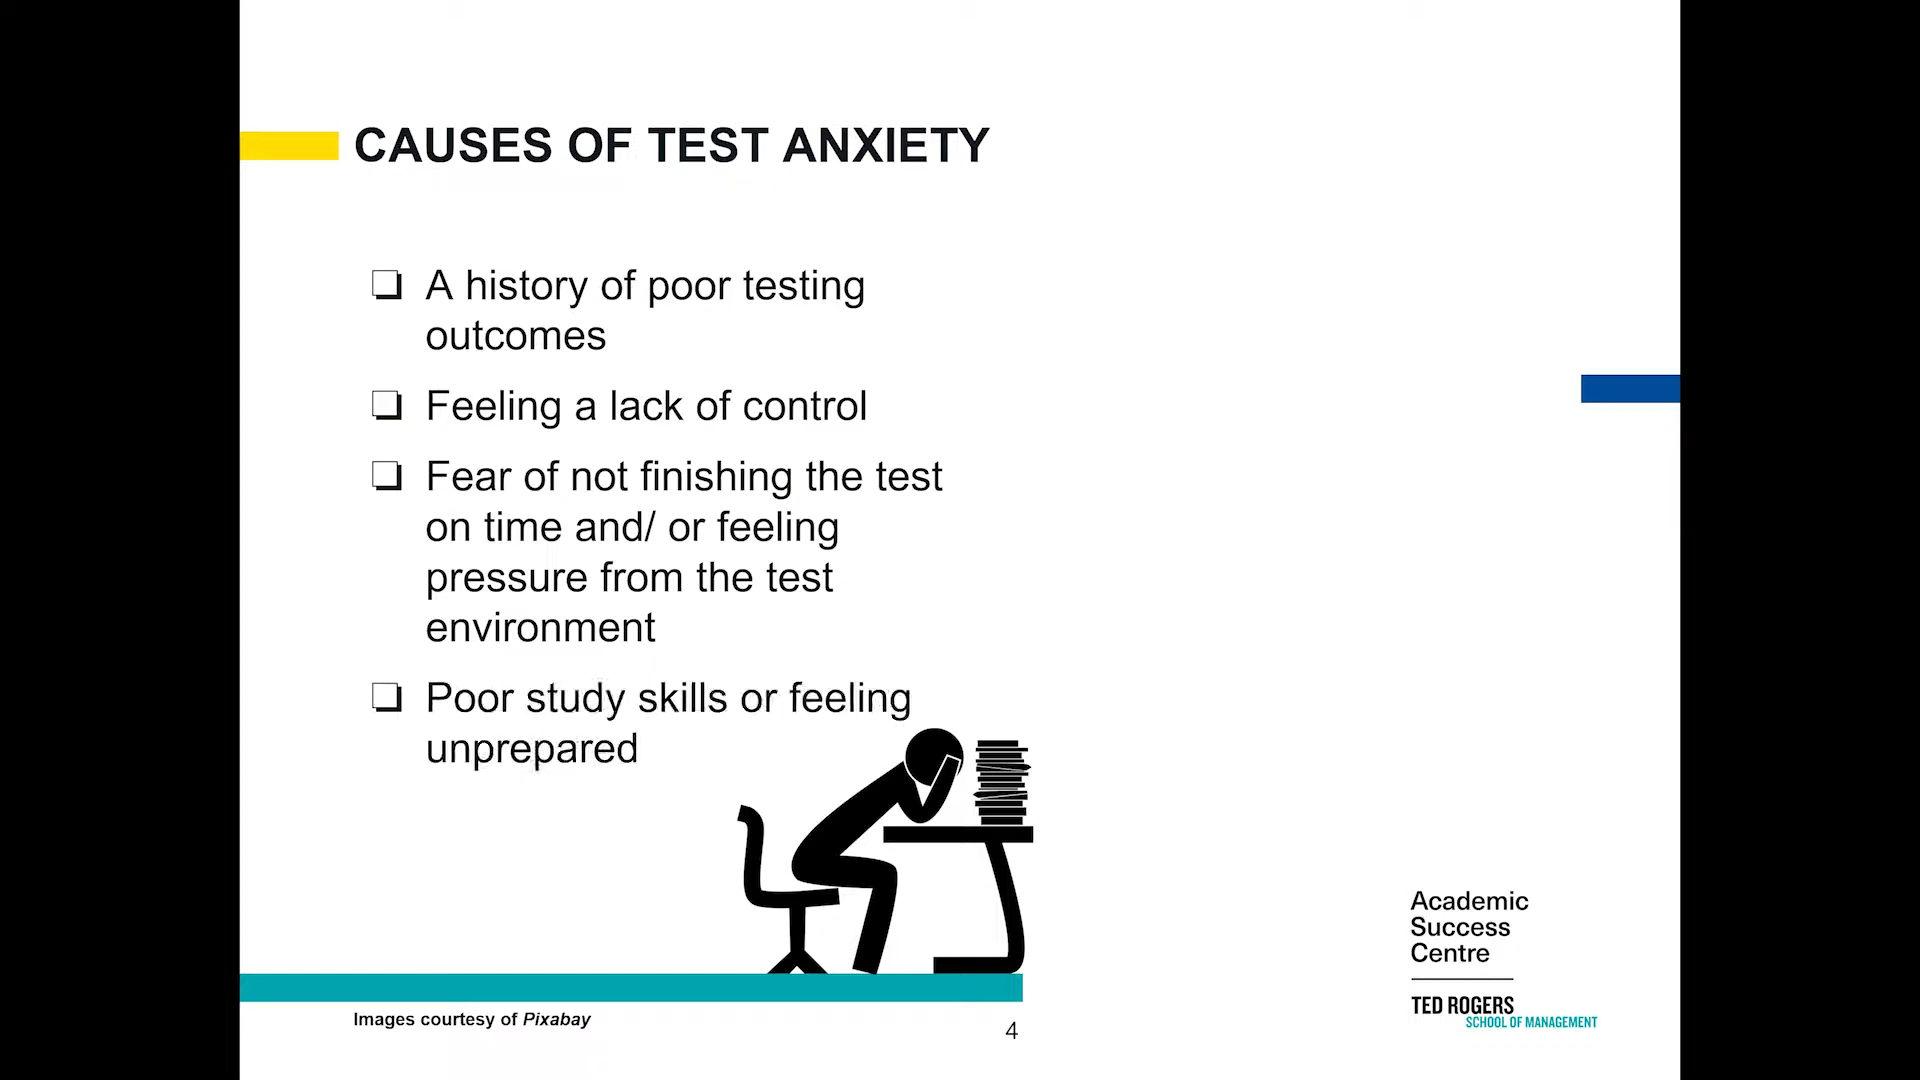 CAUSES OF TEST ANXIETY
❏ A history of poor testing
outcomes
❏ Feeling a lack of control
❏ Fear of not finishing the test
on time and/ or feeling
pressure from the test
environment
❏ Poor study skills or feeling
unprepared
Images courtesy of Pixabay
4
Academic
Success
Centre
TED ROGERS
SCHOOL OF MANAGEMENT